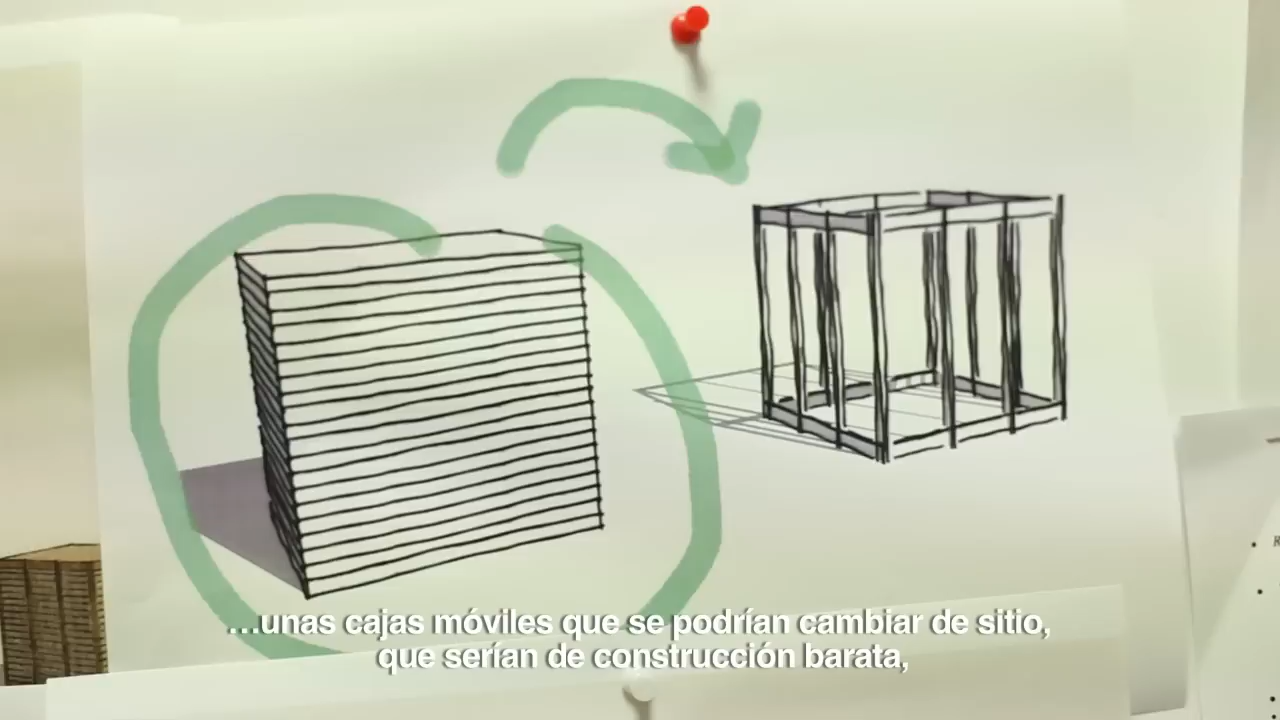 ...unas cajas móviles que se podrían cambiar de sitio,
que serían de construcción barata,